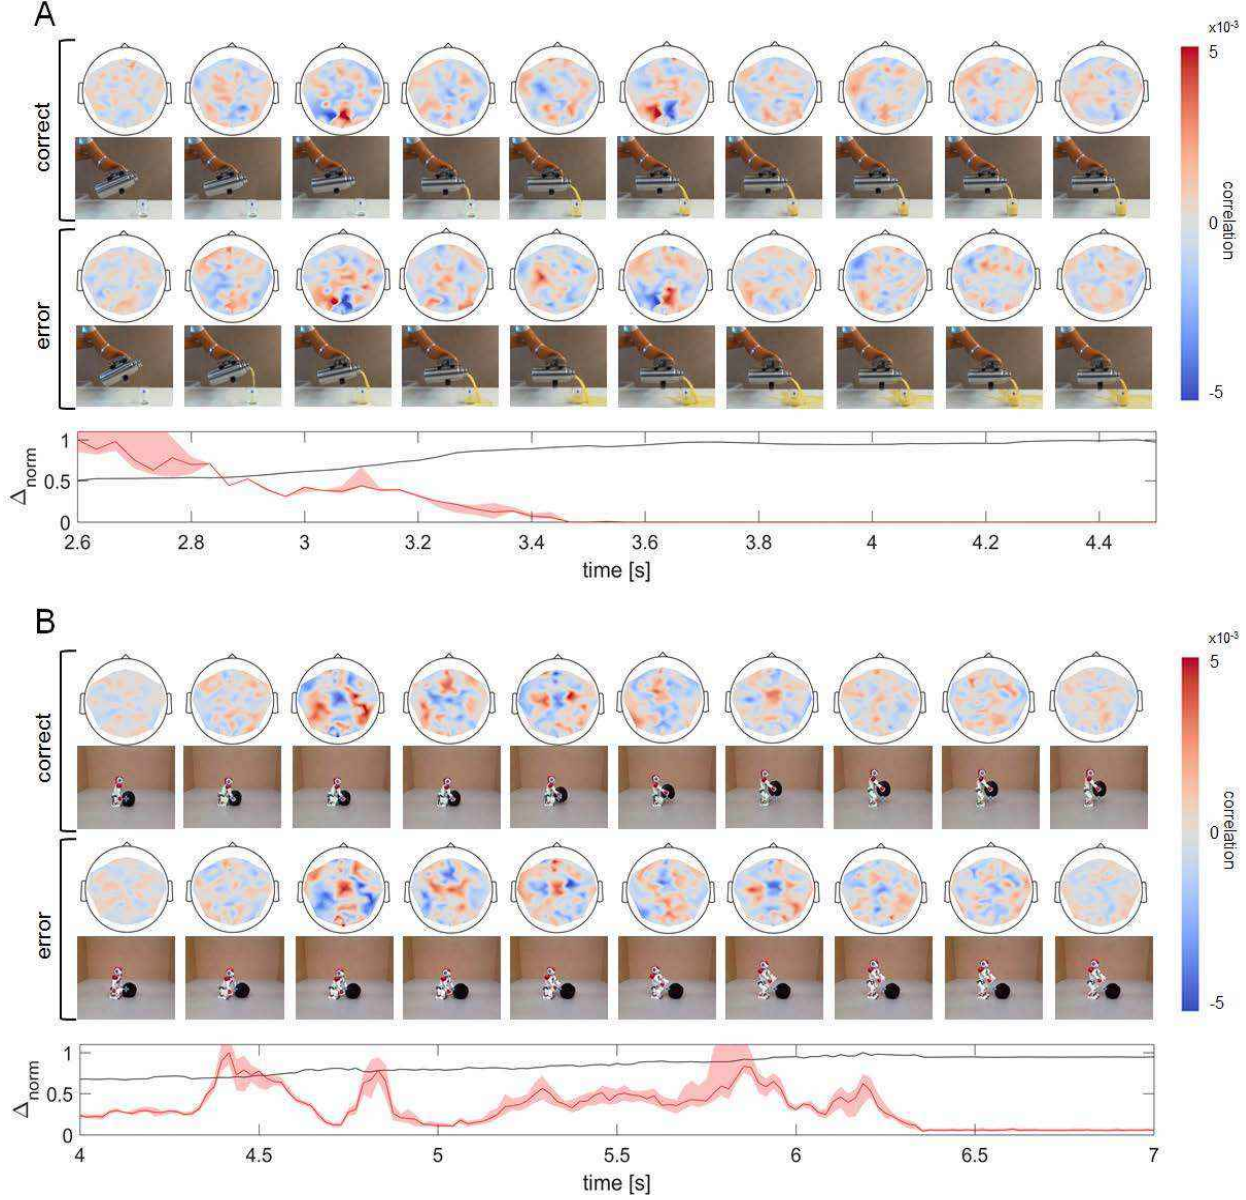 A
x10⁻³
5
correct
0
correlation
error
-5
1
0.5
0
Δnorm
2.6 2.8 3 3.2 3.4 3.6 3.8 4 4.2 4.4
time [s]
B
x10⁻³
5
correct
0
correlation
error
-5
1
0.5
0
Δnorm
4 4.5 5 5.5 6 6.5 7
time [s]